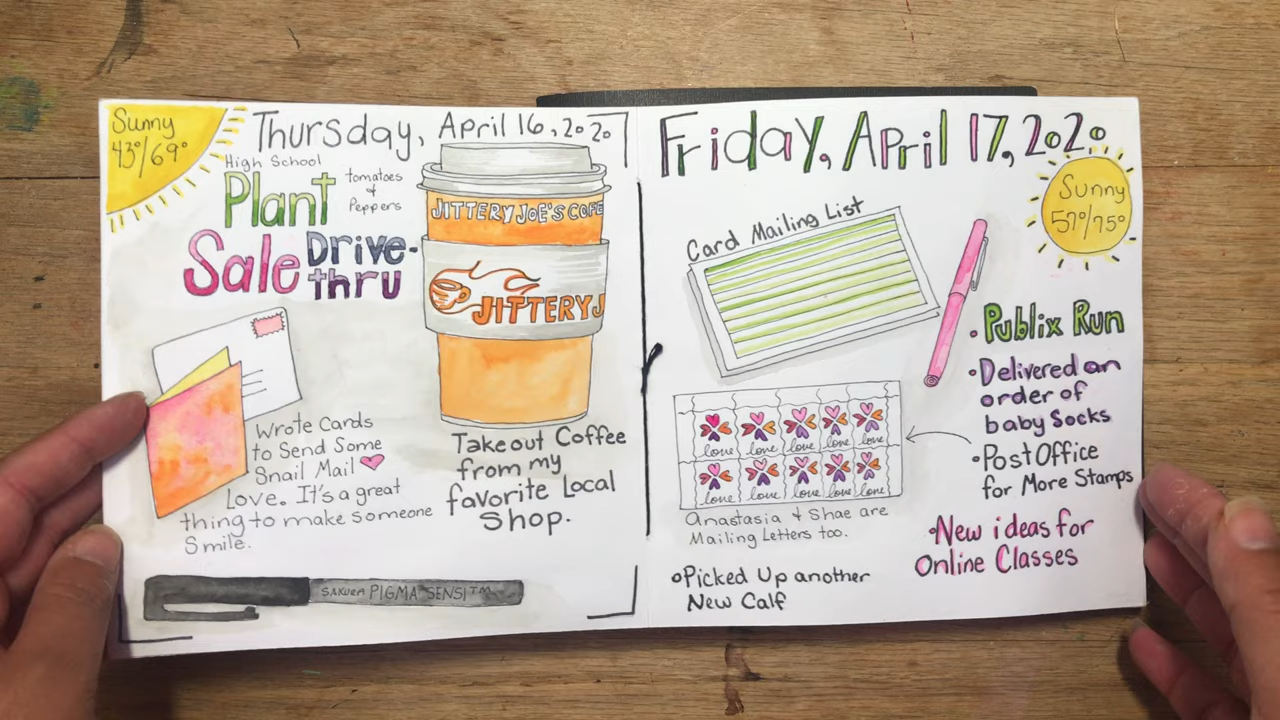 Sunny
43°/69°
Thursday, April 16, 2020
High School
Plant
tomatoes
&
Peppers
Sale Drive-
thru
JITTERY JOE'S COFE
JITTERYJ
Wrote Cards
to Send Some
Snail Mail
Love. It's a great
thing to make someone
Smile.
Takeout Coffee
from my
favorite Local
Shop.
SAKURA PIGMA SENSI™
Friday, April 17, 2020
Sunny
57°/75°
Card Mailing List
• Publix Run
• Delivered an
order of
baby Socks
• Post Office
for More Stamps
love love love love love
love love love love love
Anastasia & Shae are
Mailing Letters too.
• New ideas for
Online Classes
• Picked Up another
New Calf